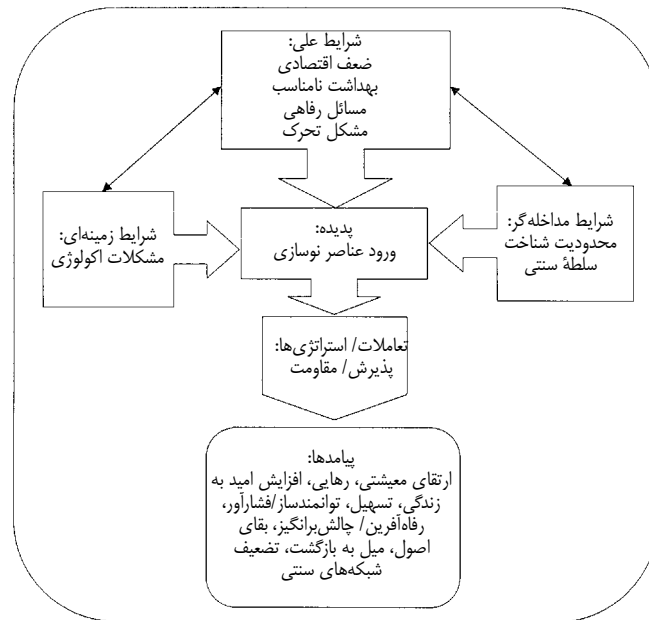 شرایط علی:
ضعف اقتصادی
بهداشت نامناسب
مسائل رفاهی
مشکل تحرک
شرایط مداخله‌گر:
محدودیت شناخت
سلطهٔ سنتی
پدیده:
ورود عناصر نوسازی
شرایط زمینه‌ای:
مشکلات اکولوژی
تعاملات/ استراتژی‌ها:
پذیرش/ مقاومت
پیامدها:
ارتقای معیشتی، رهایی، افزایش امید به
زندگی، تسهیل، توانمندساز/فشارآور،
رفاه‌آفرین/ چالش‌برانگیز، بقای
اصول، میل به بازگشت، تضعیف
شبکه‌های سنتی